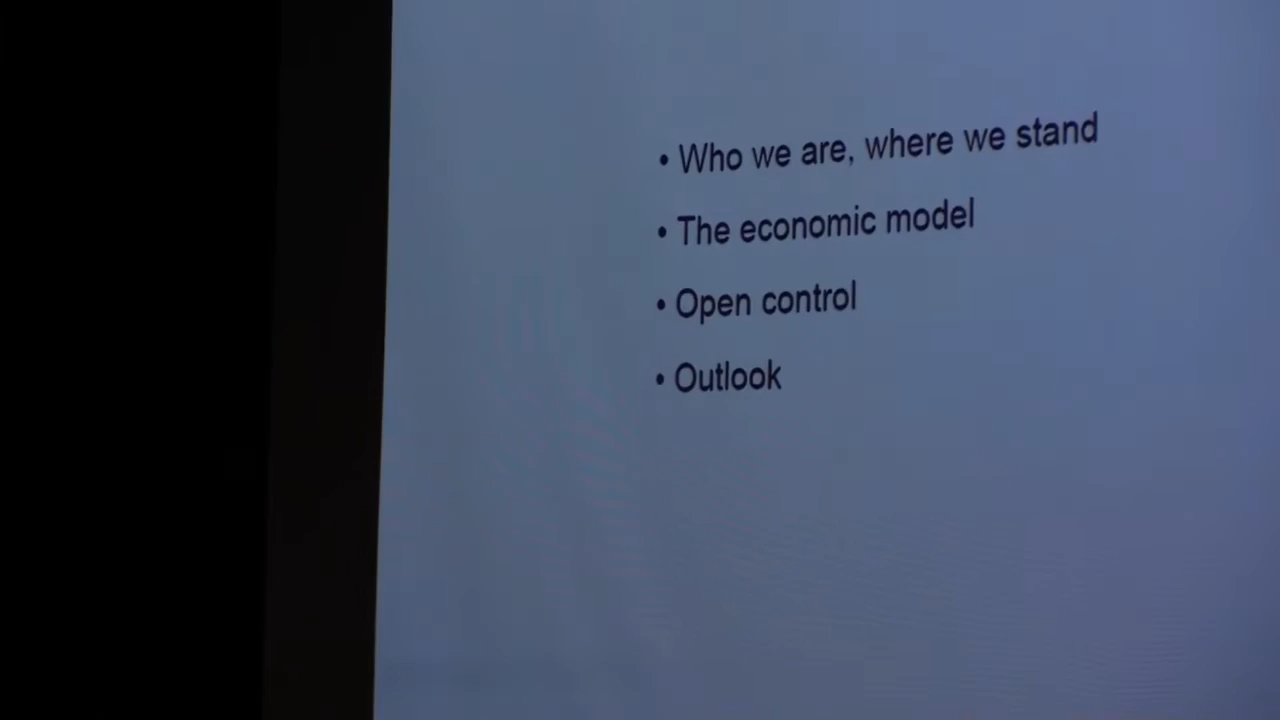 • Who we are, where we stand
• The economic model
• Open control
• Outlook